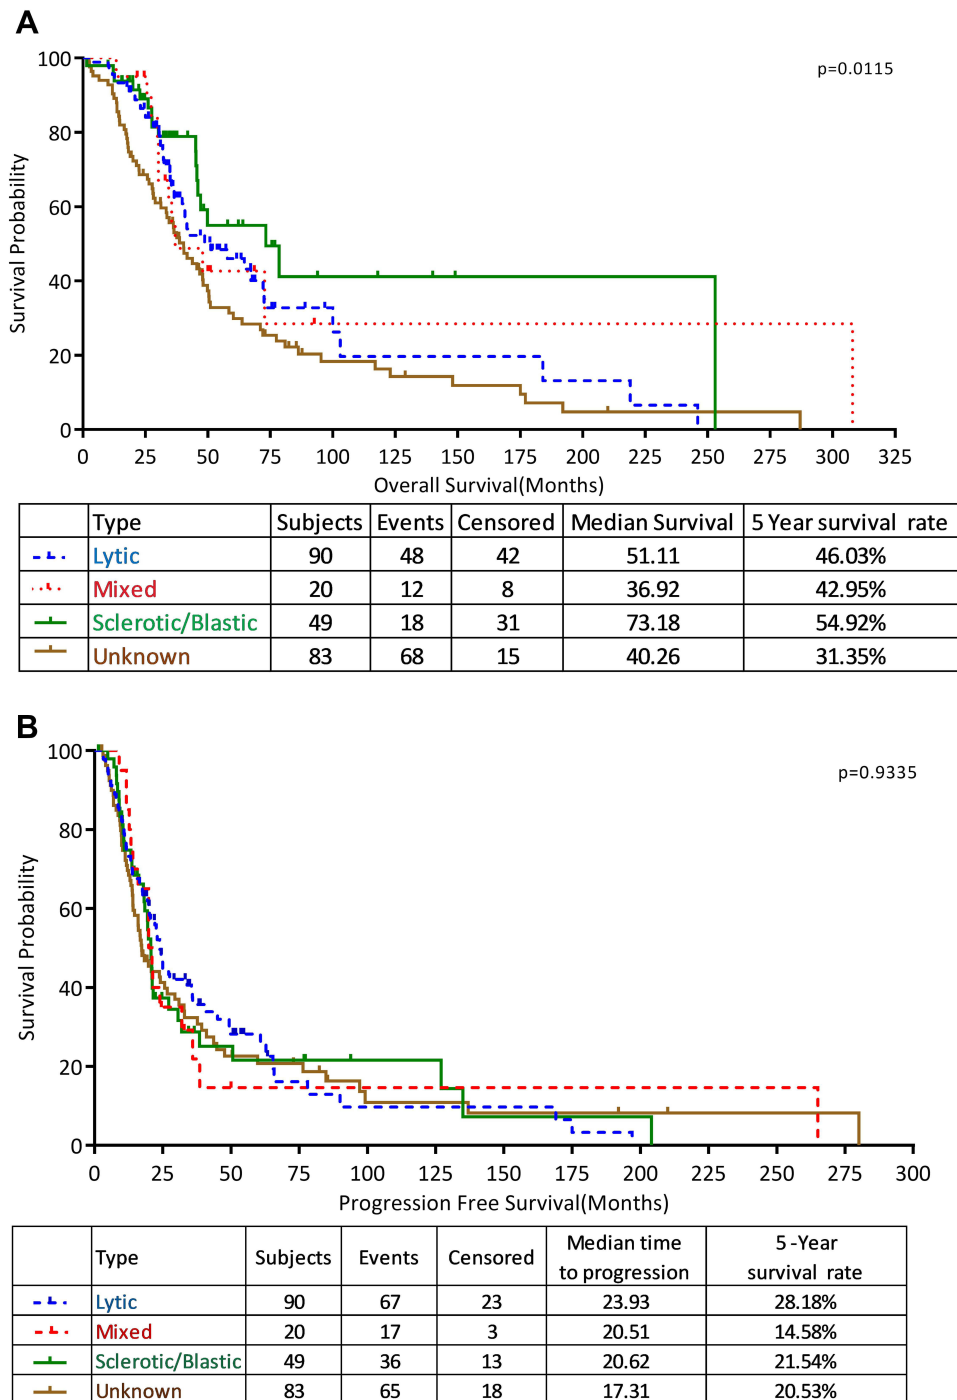 A
p=0.0115
100
80
60
40
20
0
Survival Probability
0 25 50 75 100 125 150 175 200 225 250 275 300 325
Overall Survival(Months)
Type Subjects Events Censored Median Survival 5 Year survival rate
Lytic 90 48 42 51.11 46.03%
Mixed 20 12 8 36.92 42.95%
Sclerotic/Blastic 49 18 31 73.18 54.92%
Unknown 83 68 15 40.26 31.35%
B
p=0.9335
100
80
60
40
20
0
Survival Probability
0 25 50 75 100 125 150 175 200 225 250 275 300
Progression Free Survival(Months)
Type Subjects Events Censored Median time to progression 5-Year survival rate
Lytic 90 67 23 23.93 28.18%
Mixed 20 17 3 20.51 14.58%
Sclerotic/Blastic 49 36 13 20.62 21.54%
Unknown 83 65 18 17.31 20.53%